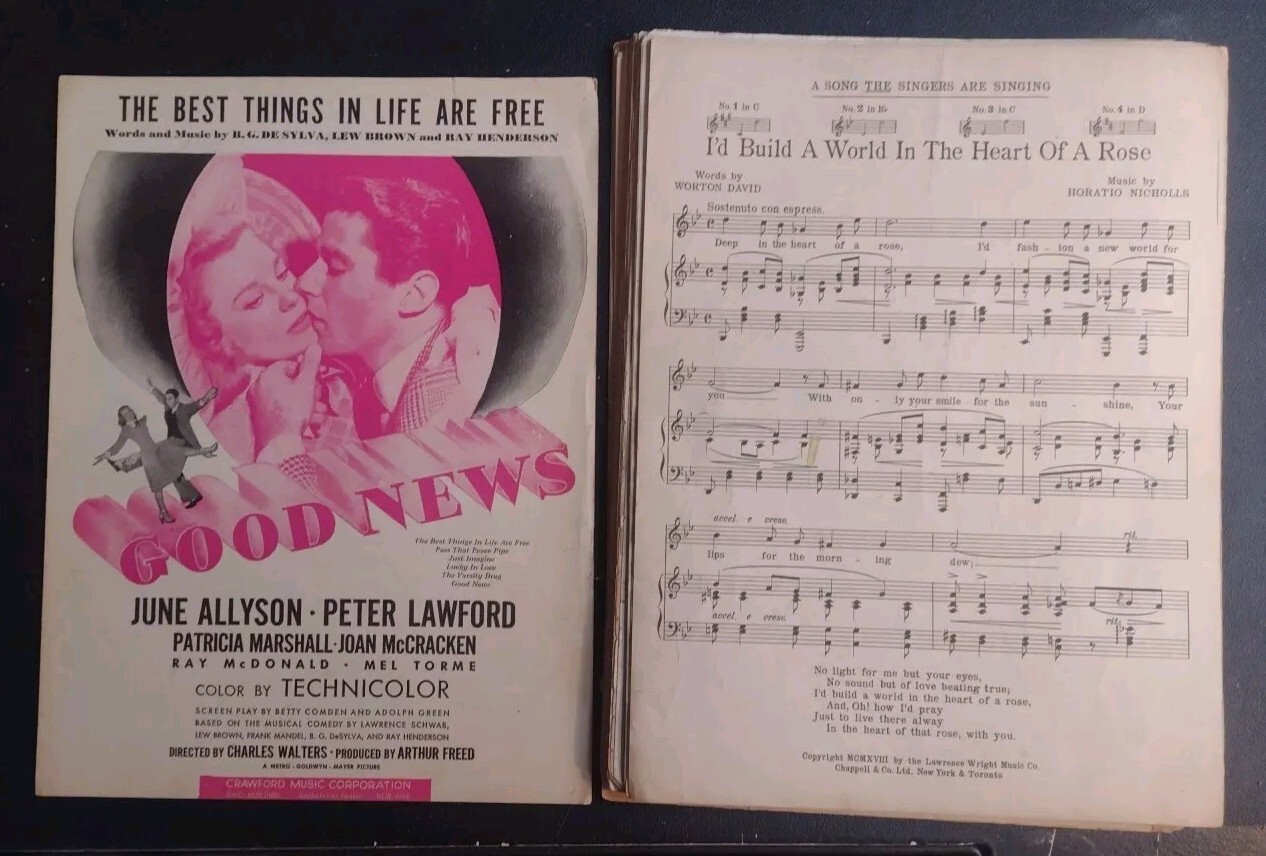 THE BEST THINGS IN LIFE ARE FREE
Words and Music by B. G. DE SYLVA, LEW BROWN and RAY HENDERSON
GOOD NEWS
The Best Things In Life Are Free
Pass That Peace Pipe
Just Imagine
Lucky In Love
The Varsity Drag
Good News
JUNE ALLYSON · PETER LAWFORD
PATRICIA MARSHALL · JOAN McCRACKEN
RAY McDONALD · MEL TORME
COLOR BY TECHNICOLOR
SCREEN PLAY BY BETTY COMDEN AND ADOLPH GREEN
BASED ON THE MUSICAL COMEDY BY LAWRENCE SCHWAB,
LEW BROWN, FRANK MANDEL, B. G. DeSYLVA, AND RAY HENDERSON
DIRECTED BY CHARLES WALTERS · PRODUCED BY ARTHUR FREED
A METRO - GOLDWYN - MAYER PICTURE
CRAWFORD MUSIC CORPORATION
A SONG THE SINGERS ARE SINGING
No. 1 in C No. 2 in B♭ No. 3 in C No. 4 in D
I'd Build A World In The Heart Of A Rose
Words by
WORTON DAVID
Music by
HORATIO NICHOLLS
Sostenuto con espress.
Deep in the heart of a rose, I'd fash - ion a new world for
you With on - ly your smile for the sun - shine, Your
accel. e cresc. rit.
lips for the morn - ing dew;
accel. e cresc. rit.
No light for me but your eyes,
No sound but of love beating true;
I'd build a world in the heart of a rose,
And, Oh! how I'd pray
Just to live there alway
In the heart of that rose, with you.
Copyright MCMXVIII by the Lawrence Wright Music Co.
Chappell & Co. Ltd. New York & Toronto